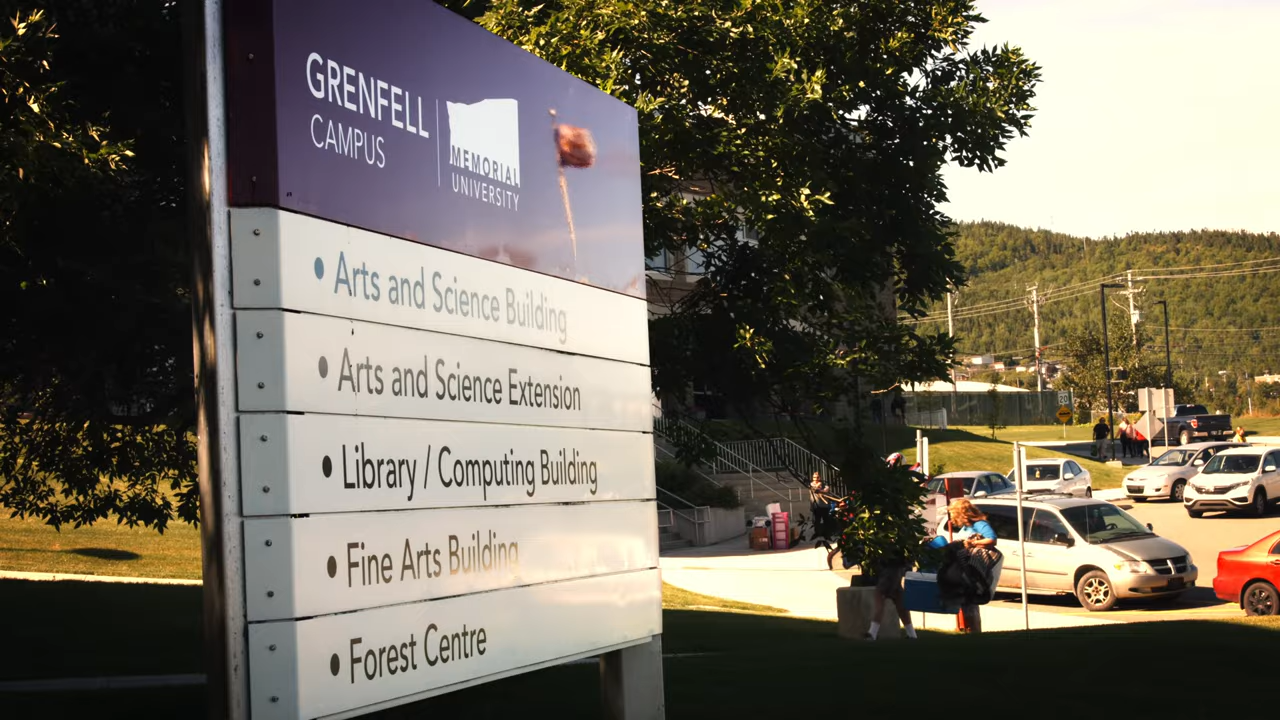 GRENFELL
CAMPUS
MEMORIAL
UNIVERSITY
• Arts and Science Building
• Arts and Science Extension
• Library / Computing Building
• Fine Arts Building
• Forest Centre
20